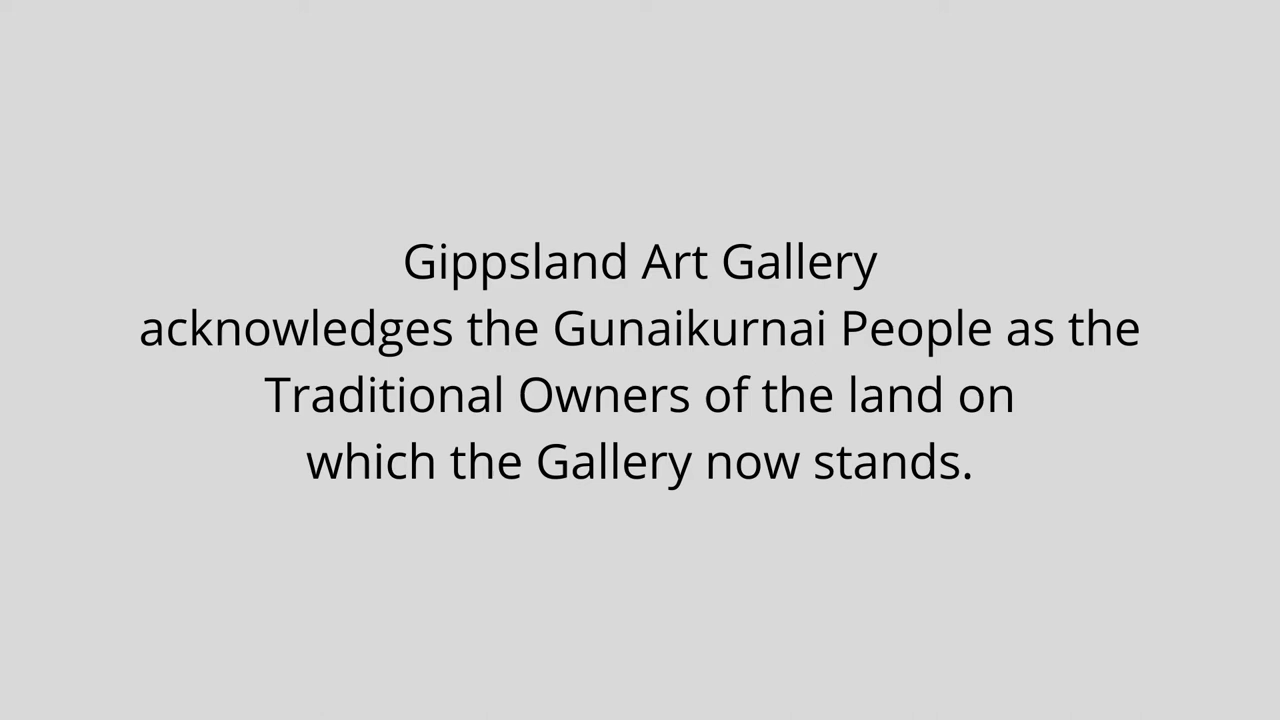 Gippsland Art Gallery
acknowledges the Gunaikurnai People as the
Traditional Owners of the land on
which the Gallery now stands.